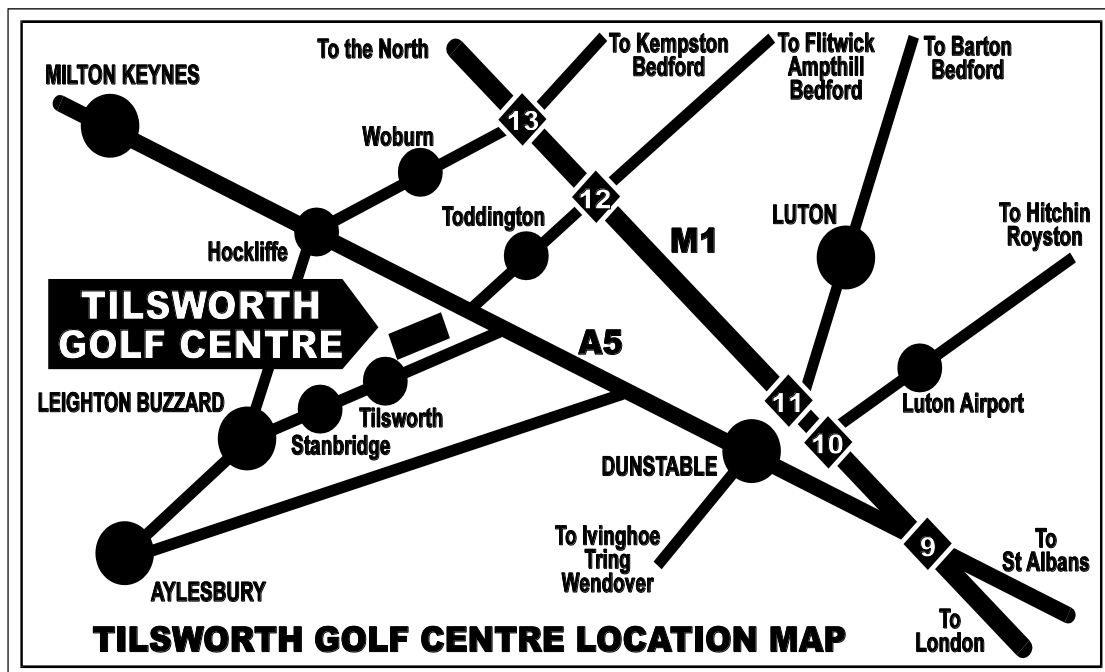 To the North
To Kempston
Bedford
To Flitwick
Ampthill
Bedford
To Barton
Bedford
MILTON KEYNES
13
Woburn
12
Toddington
LUTON
To Hitchin
Royston
Hockliffe
M1
TILSWORTH
GOLF CENTRE
A5
LEIGHTON BUZZARD
Tilsworth
Stanbridge
11
Luton Airport
10
DUNSTABLE
9
To Ivinghoe
Tring
Wendover
To
St Albans
AYLESBURY
To
London
TILSWORTH GOLF CENTRE LOCATION MAP